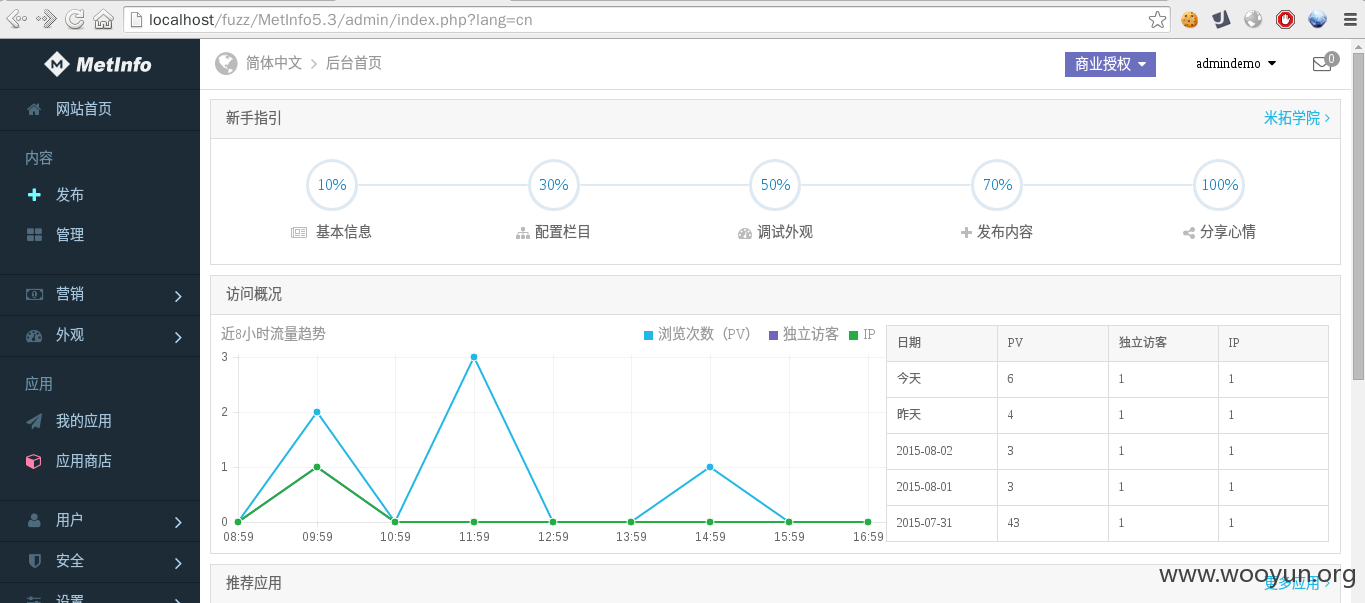 localhost/fuzz/MetInfo5.3/admin/index.php?lang=cn
MetInfo
简体中文 > 后台首页
商业授权
admindemo
0
网站首页
内容
发布
管理
营销
外观
应用
我的应用
应用商店
用户
安全
设置
新手指引
米拓学院 >
10% 30% 50% 70% 100%
基本信息 配置栏目 调试外观 发布内容 分享心情
访问概况
近8小时流量趋势 浏览次数（PV） 独立访客 IP
3
2
1
0
08:59 09:59 10:59 11:59 12:59 13:59 14:59 15:59 16:59
日期 PV 独立访客 IP
今天 6 1 1
昨天 4 1 1
2015-08-02 3 1 1
2015-08-01 3 1 1
2015-07-31 43 1 1
推荐应用
更多应用 >
www.wooyun.org